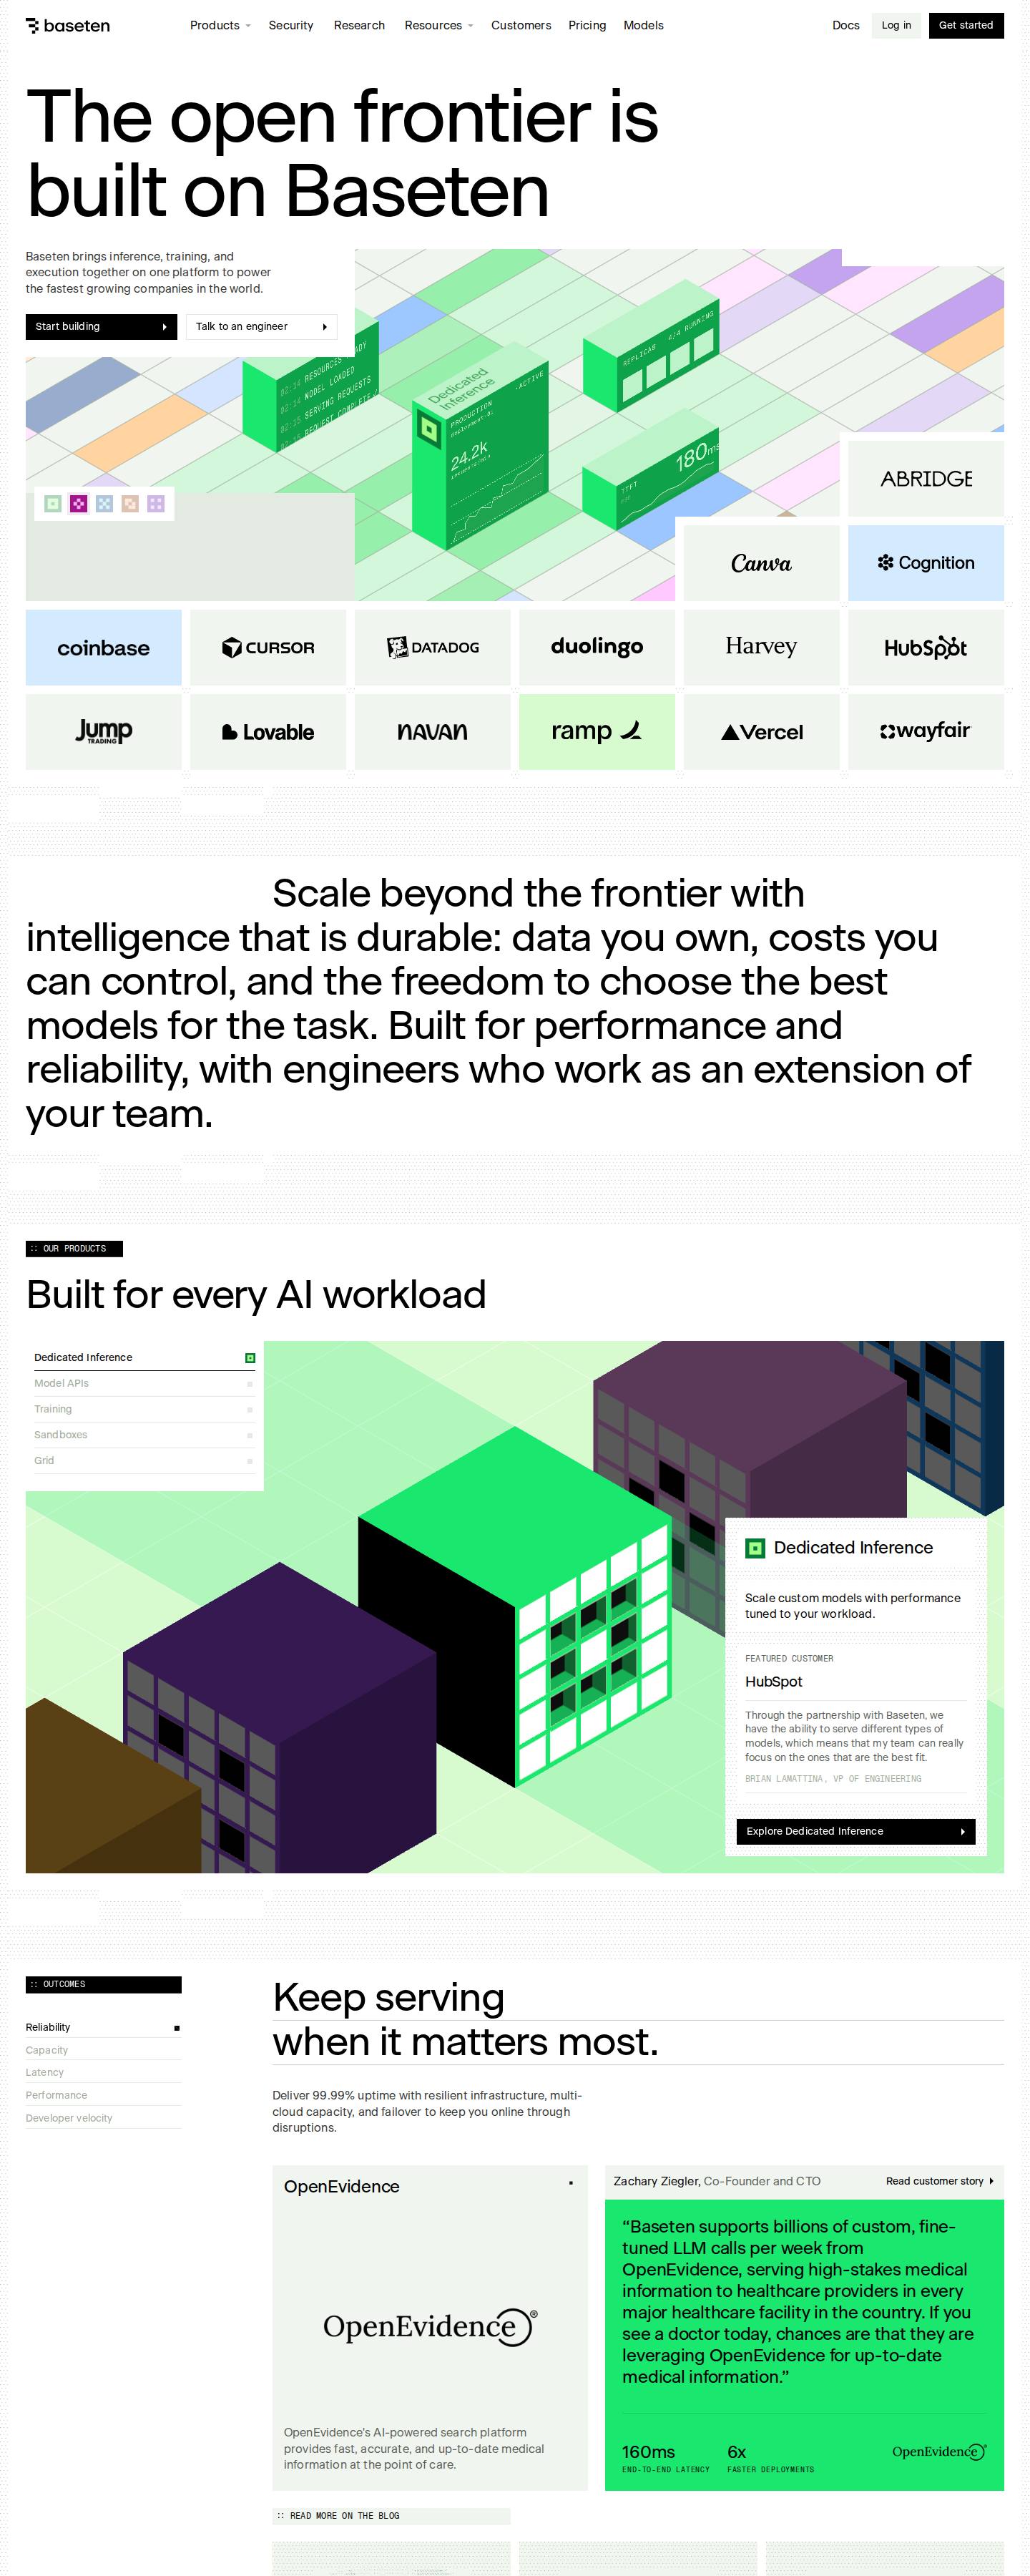 baseten
Products
Security
Research
Resources
Customers
Pricing
Models
Docs
Log in
Get started
The open frontier is
built on Baseten
Baseten brings inference, training, and
execution together on one platform to power
the fastest growing companies in the world.
Start building
Talk to an engineer
02:14 RESOURCES
02:14 MODEL LOADED
02:15 SERVING REQUESTS
REQUEST COMPLETE
Dedicated
Inference
PRODUCTION
-ACTIVE
24.2k
REPLICAS 4/4 RUNNING
TTFT
180ms
ABRIDGE
Canva
Cognition
coinbase
CURSOR
DATADOG
duolingo
Harvey
HubSpot
Jump
TRADING
Lovable
NAVAN
ramp
Vercel
wayfair
Scale beyond the frontier with
intelligence that is durable: data you own, costs you
can control, and the freedom to choose the best
models for the task. Built for performance and
reliability, with engineers who work as an extension of
your team.
:: OUR PRODUCTS
Built for every AI workload
Dedicated Inference
Model APIs
Training
Sandboxes
Grid
Dedicated Inference
Scale custom models with performance
tuned to your workload.
FEATURED CUSTOMER
HubSpot
Through the partnership with Baseten, we
have the ability to serve different types of
models, which means that my team can really
focus on the ones that are the best fit.
BRIAN LAMATTINA, VP OF ENGINEERING
Explore Dedicated Inference
:: OUTCOMES
Reliability
Capacity
Latency
Performance
Developer velocity
Keep serving
when it matters most.
Deliver 99.99% uptime with resilient infrastructure, multi-
cloud capacity, and failover to keep you online through
disruptions.
OpenEvidence
OpenEvidence®
OpenEvidence's AI-powered search platform
provides fast, accurate, and up-to-date medical
information at the point of care.
Zachary Ziegler, Co-Founder and CTO
Read customer story
“Baseten supports billions of custom, fine-
tuned LLM calls per week from
OpenEvidence, serving high-stakes medical
information to healthcare providers in every
major healthcare facility in the country. If you
see a doctor today, chances are that they are
leveraging OpenEvidence for up-to-date
medical information.”
160ms
END-TO-END LATENCY
6x
FASTER DEPLOYMENTS
OpenEvidence®
:: READ MORE ON THE BLOG